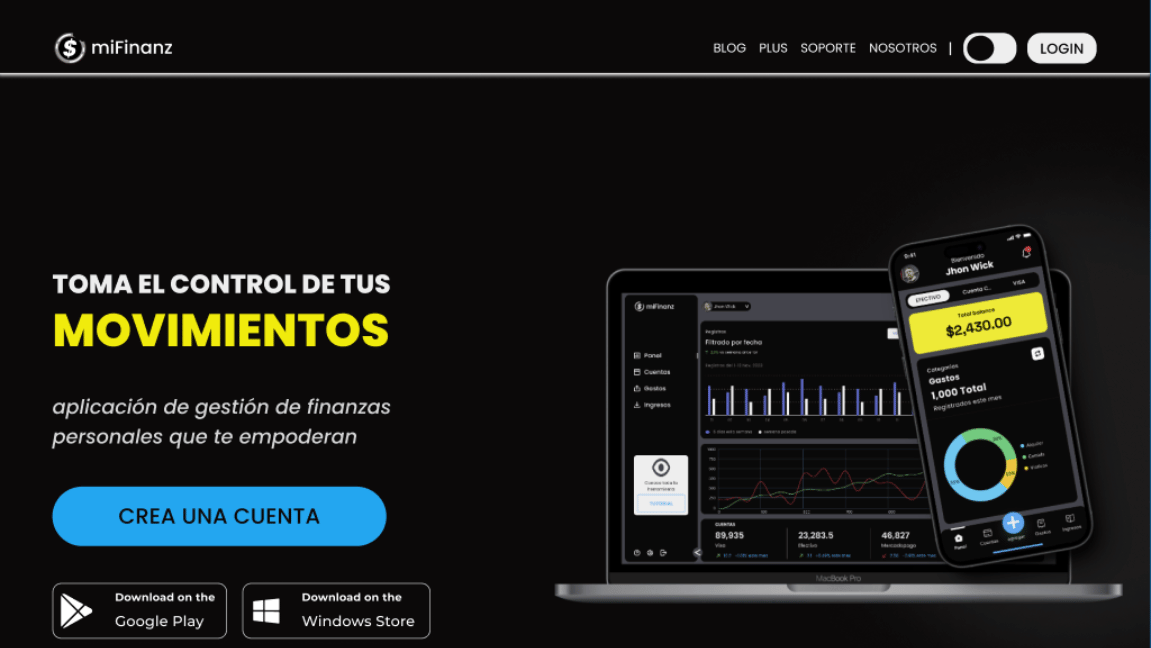 miFinanz
BLOG PLUS SOPORTE NOSOTROS | LOGIN
TOMA EL CONTROL DE TUS
MOVIMIENTOS
aplicación de gestión de finanzas
personales que te empoderan
CREA UNA CUENTA
Download on the
Google Play
Download on the
Windows Store
miFinanz
Panel
Cuentas
Gastos
Ingresos
TUTORIAL
Jhon Wick
Registros
Filtrado por fecha
CUENTAS
89,935
Visa
23,283.5
Efectivo
46,827
Mercadopago
MacBook Pro
9:41
Bienvenido
Jhon Wick
EFECTIVO
Cuenta C...
VISA
Total balance
$2,430.00
Categorías
Gastos
1,000 Total
Registrados este mes
Panel
Cuentas
Agregar
Gastos
Ingresos